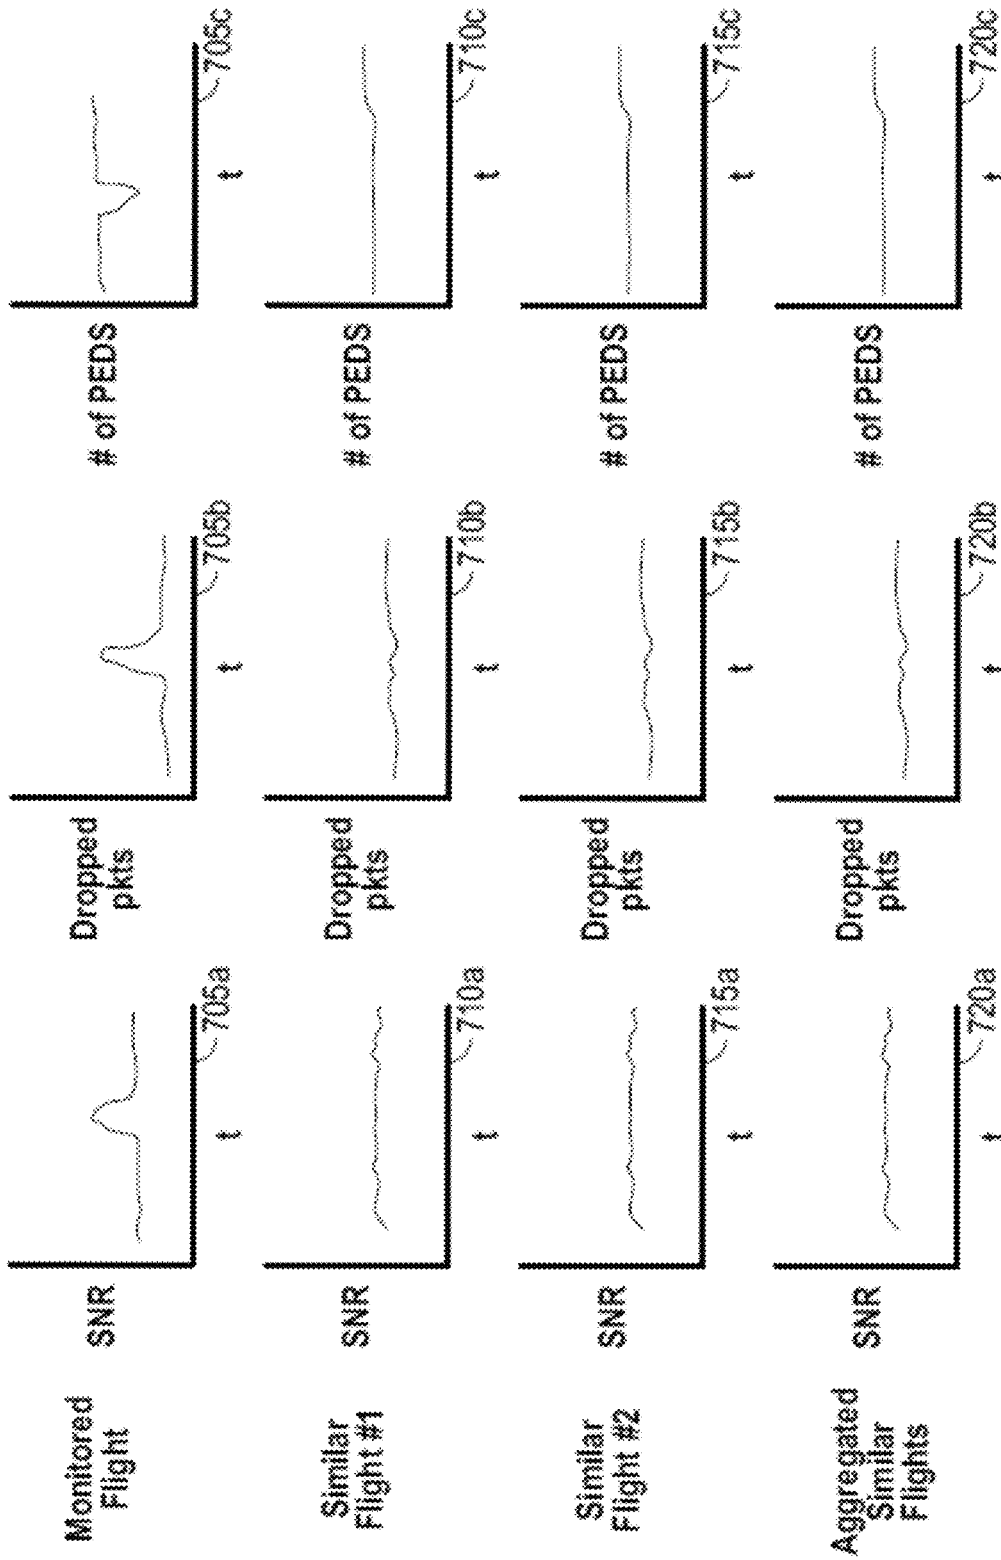 Monitored
Flight
SNR
t
705a
Dropped
pkts
t
705b
# of PEDS
t
705c
Similar
Flight #1
SNR
t
710a
Dropped
pkts
t
710b
# of PEDS
t
710c
Similar
Flight #2
SNR
t
715a
Dropped
pkts
t
715b
# of PEDS
t
715c
Aggregated
Similar
Flights
SNR
t
720a
Dropped
pkts
t
720b
# of PEDS
t
720c